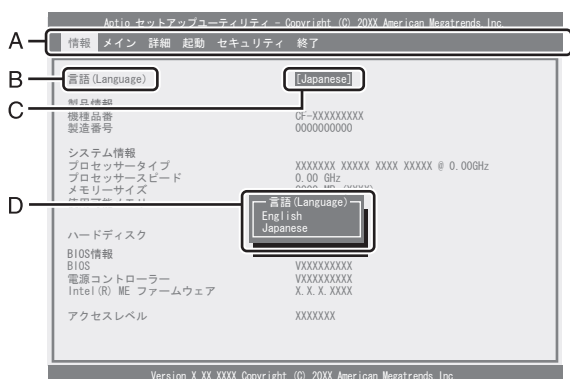 Aptio セットアップユーティリティ - Copyright (C) 20XX American Megatrends, Inc.
A
情報 メイン 詳細 起動 セキュリティ 終了
B
言語(Language) [Japanese]
C
製品情報
機種品番 CF-XXXXXXXXX
製造番号 0000000000
システム情報
プロセッサータイプ XXXXXXX XXXXX XXXX XXXXX @ 0.00GHz
プロセッサースピード 0.00 GHz
メモリーサイズ 0000 MB
D
言語(Language)
English
Japanese
ハードディスク
BIOS情報
BIOS VXXXXXXXXX
電源コントローラー VXXXXXXXXX
Intel(R) ME ファームウェア X.X.X.XXXX
アクセスレベル XXXXXXX
Version X.XX.XXXX Copyright (C) 20XX American Megatrends, Inc.